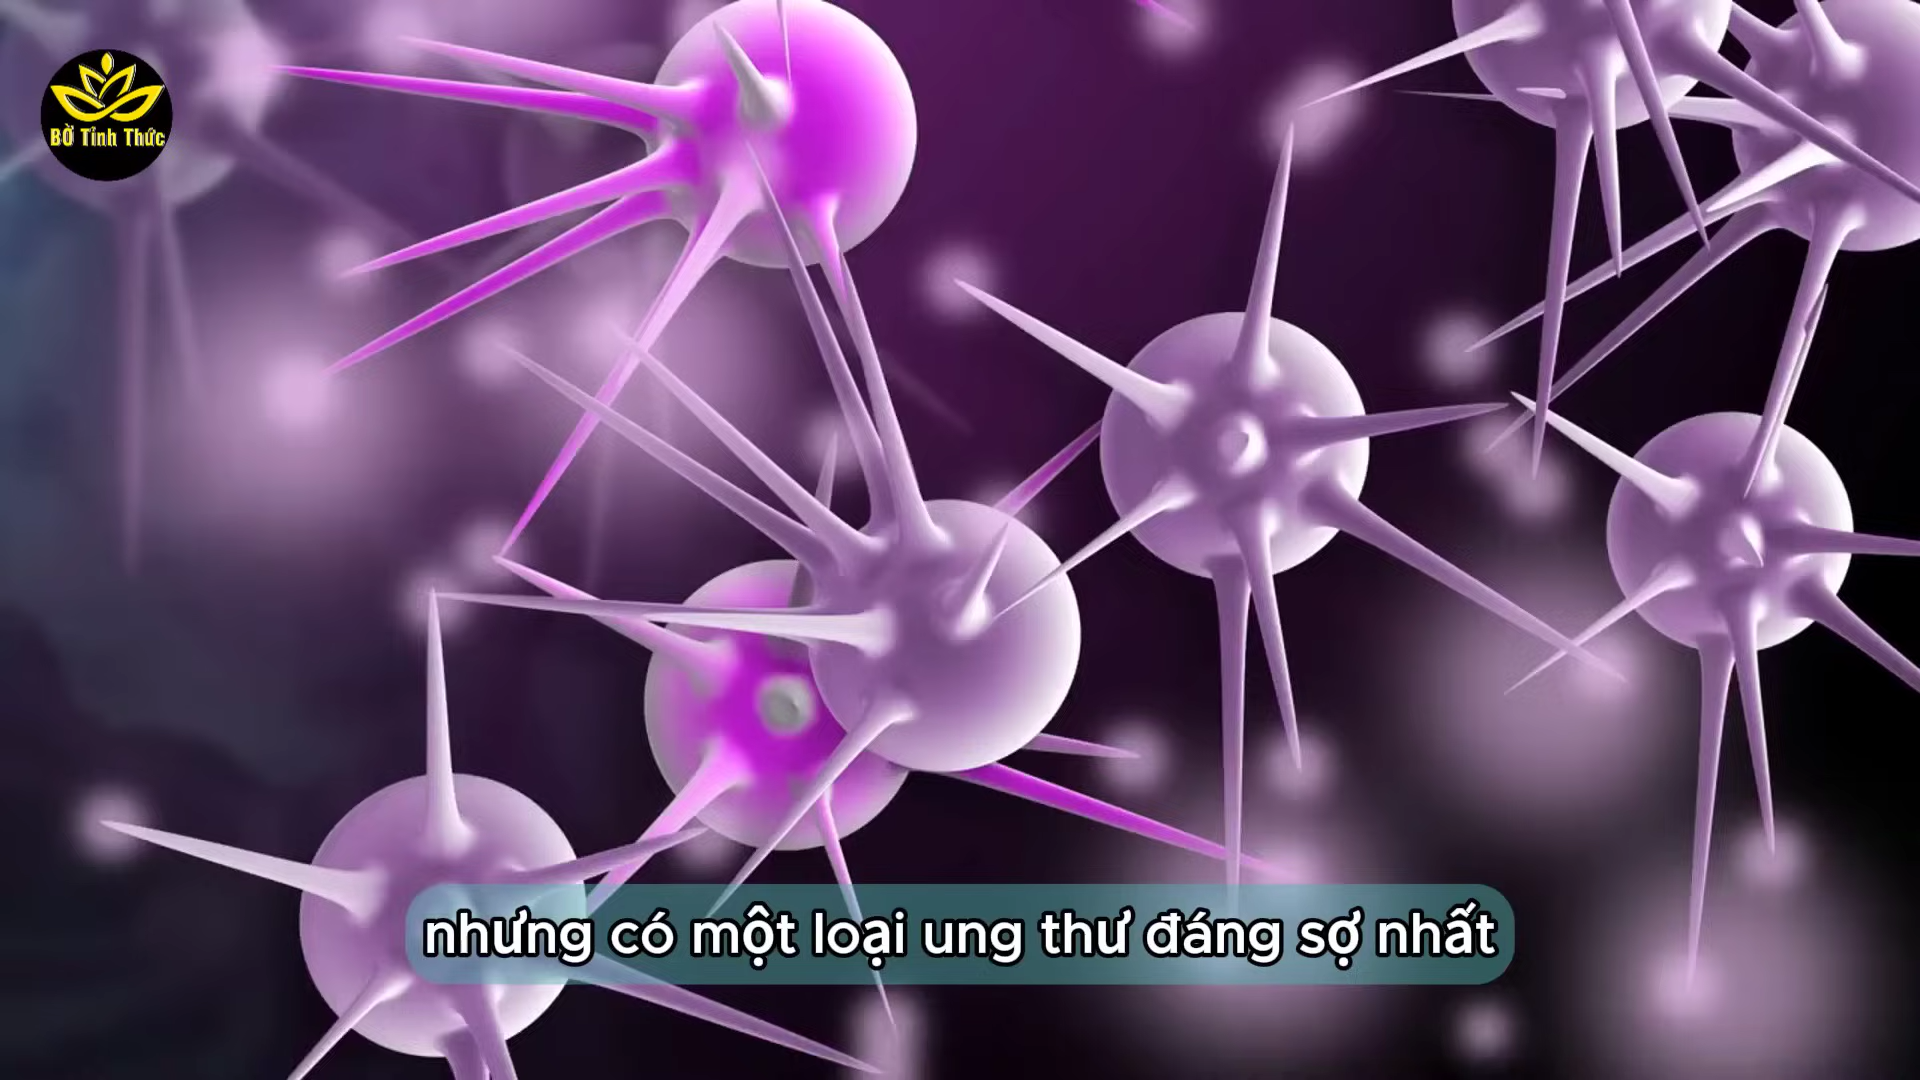 BỜ Tỉnh Thức
nhưng có một loại ung thư đáng sợ nhất